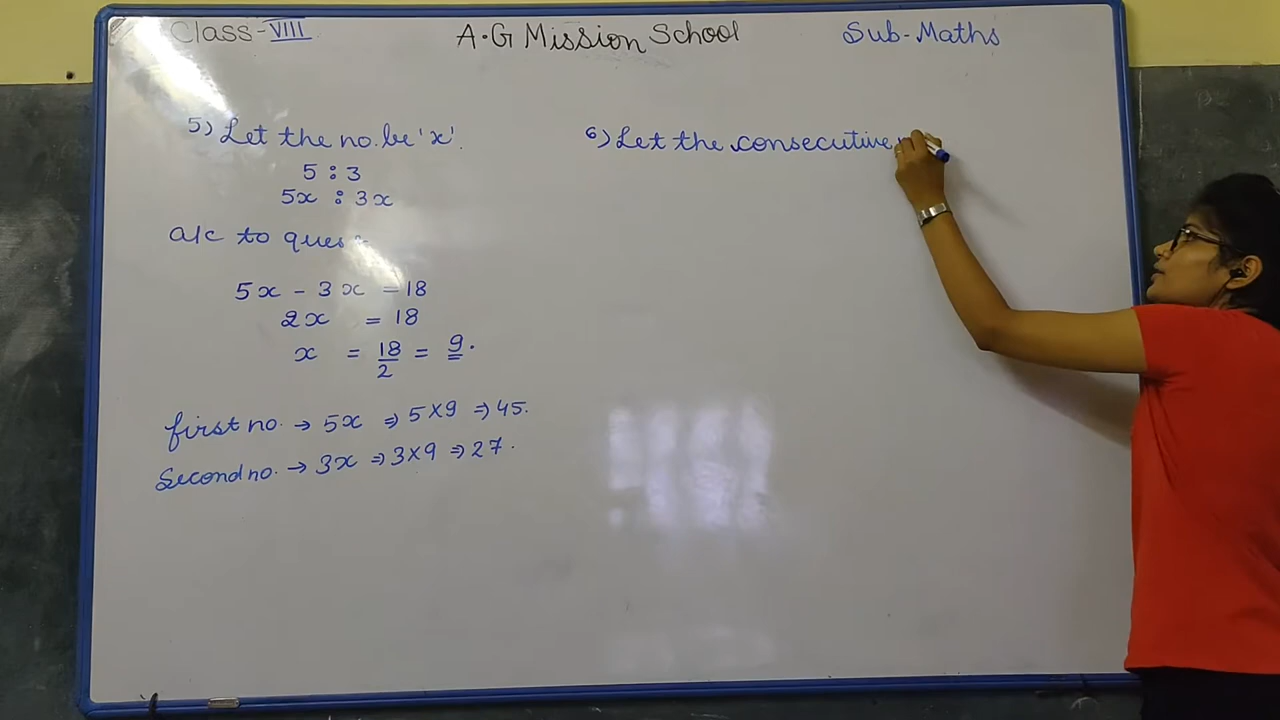 Class-VIII A.G Mission School Sub-Maths
5) Let the no. be 'x'.
5 : 3
5x : 3x
a/c to ques
5x - 3x = 18
2x = 18
x = 18/2 = 9.
first no. → 5x ⇒ 5×9 ⇒ 45.
Second no. → 3x ⇒ 3×9 ⇒ 27.
6) Let the consecutive